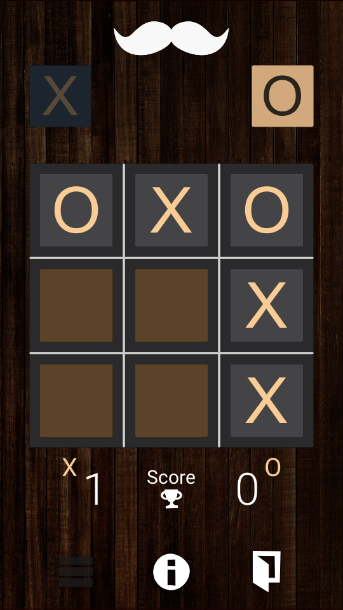 X O
O X O
X
X
X 1 Score 0 O
i